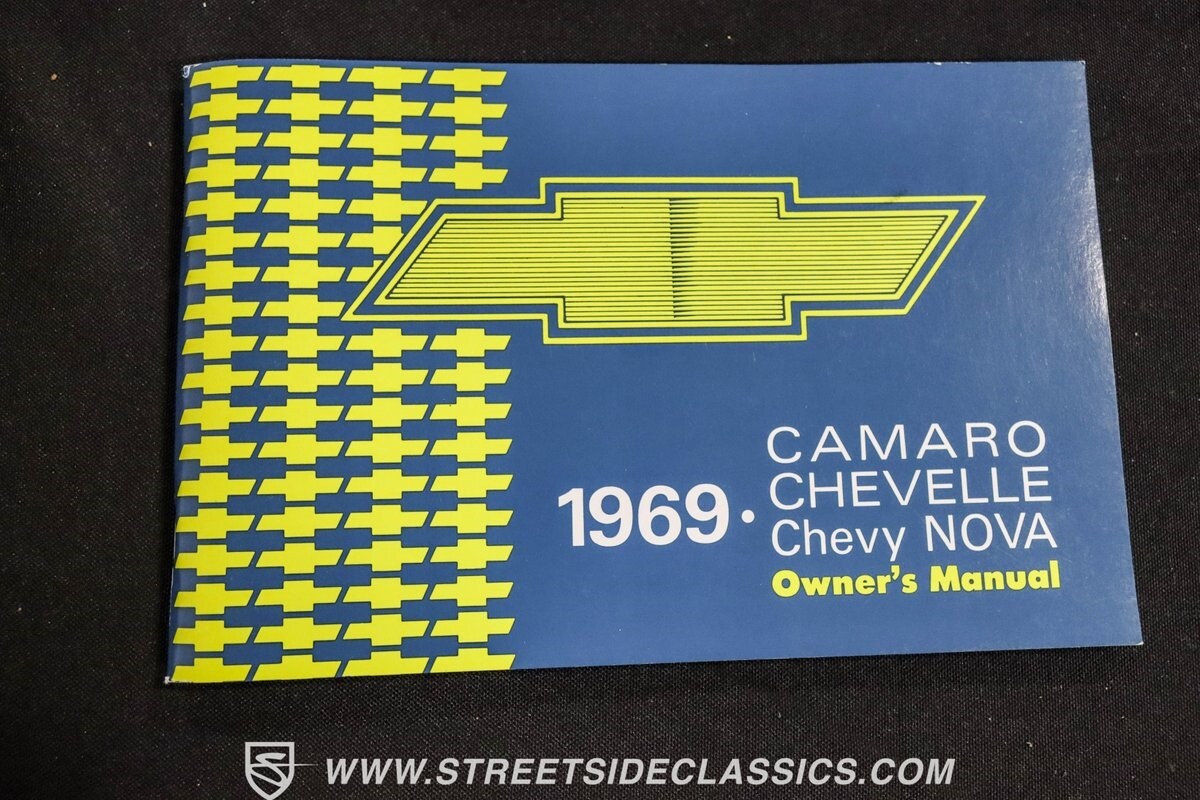 CAMARO
CHEVELLE
1969 · Chevy NOVA
Owner's Manual
WWW.STREETSIDECLASSICS.COM